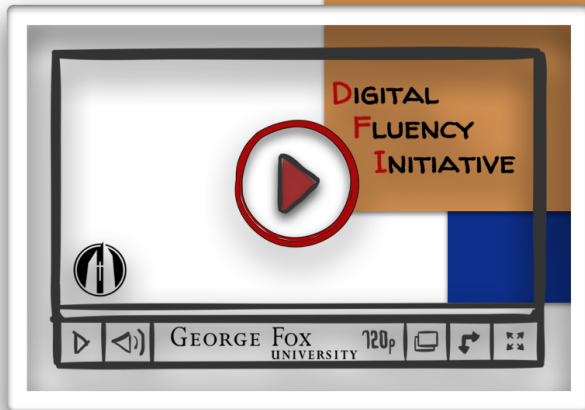 Digital
Fluency
Initiative
George Fox
University
720p